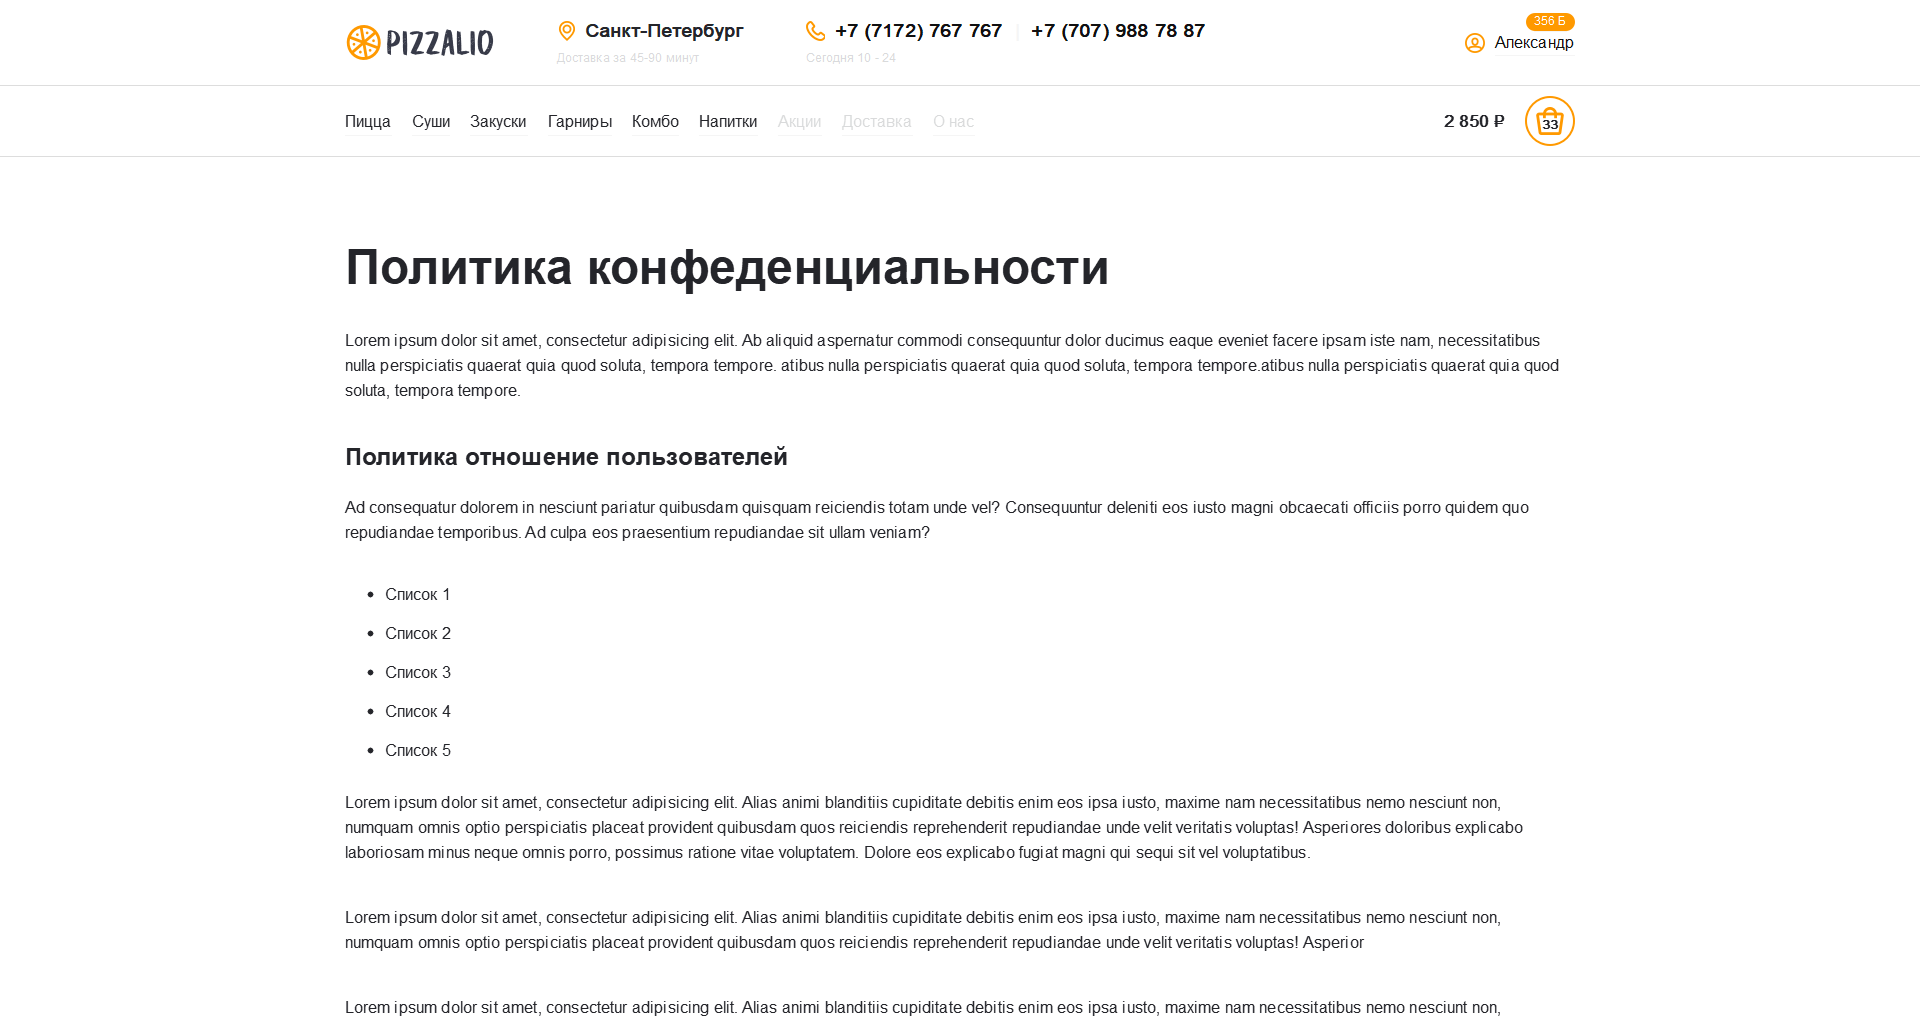 PIZZALIO
Санкт-Петербург
Доставка за 45-90 минут
+7 (7172) 767 767
+7 (707) 988 78 87
Сегодня 10 - 24
356 Б
Александр
Пицца Суши Закуски Гарниры Комбо Напитки Акции Доставка О нас
2 850 ₽
33
Политика конфеденциальности
Lorem ipsum dolor sit amet, consectetur adipisicing elit. Ab aliquid aspernatur commodi consequuntur dolor ducimus eaque eveniet facere ipsam iste nam, necessitatibus
nulla perspiciatis quaerat quia quod soluta, tempora tempore. atibus nulla perspiciatis quaerat quia quod soluta, tempora tempore.atibus nulla perspiciatis quaerat quia quod
soluta, tempora tempore.
Политика отношение пользователей
Ad consequatur dolorem in nesciunt pariatur quibusdam quisquam reiciendis totam unde vel? Consequuntur deleniti eos iusto magni obcaecati officiis porro quidem quo
repudiandae temporibus. Ad culpa eos praesentium repudiandae sit ullam veniam?
• Список 1
• Список 2
• Список 3
• Список 4
• Список 5
Lorem ipsum dolor sit amet, consectetur adipisicing elit. Alias animi blanditiis cupiditate debitis enim eos ipsa iusto, maxime nam necessitatibus nemo nesciunt non,
numquam omnis optio perspiciatis placeat provident quibusdam quos reiciendis reprehenderit repudiandae unde velit veritatis voluptas! Asperiores doloribus explicabo
laboriosam minus neque omnis porro, possimus ratione vitae voluptatem. Dolore eos explicabo fugiat magni qui sequi sit vel voluptatibus.
Lorem ipsum dolor sit amet, consectetur adipisicing elit. Alias animi blanditiis cupiditate debitis enim eos ipsa iusto, maxime nam necessitatibus nemo nesciunt non,
numquam omnis optio perspiciatis placeat provident quibusdam quos reiciendis reprehenderit repudiandae unde velit veritatis voluptas! Asperior
Lorem ipsum dolor sit amet, consectetur adipisicing elit. Alias animi blanditiis cupiditate debitis enim eos ipsa iusto, maxime nam necessitatibus nemo nesciunt non,